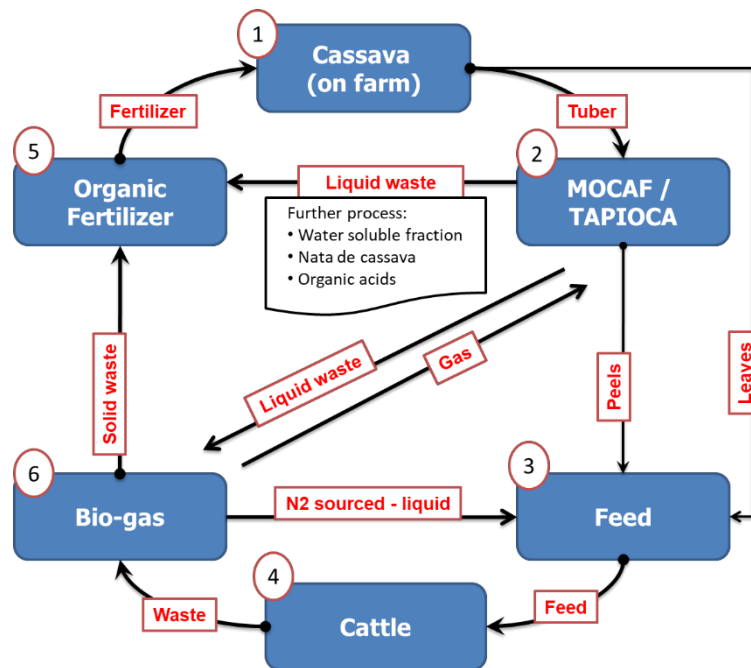 1
Cassava
(on farm)
Fertilizer
Tuber
5
Organic
Fertilizer
Liquid waste
2
MOCAF /
TAPIOCA
Further process:
• Water soluble fraction
• Nata de cassava
• Organic acids
Liquid waste
Gas
Solid waste
Peels
Leaves
6
Bio-gas
N2 sourced - liquid
3
Feed
Waste
4
Cattle
Feed